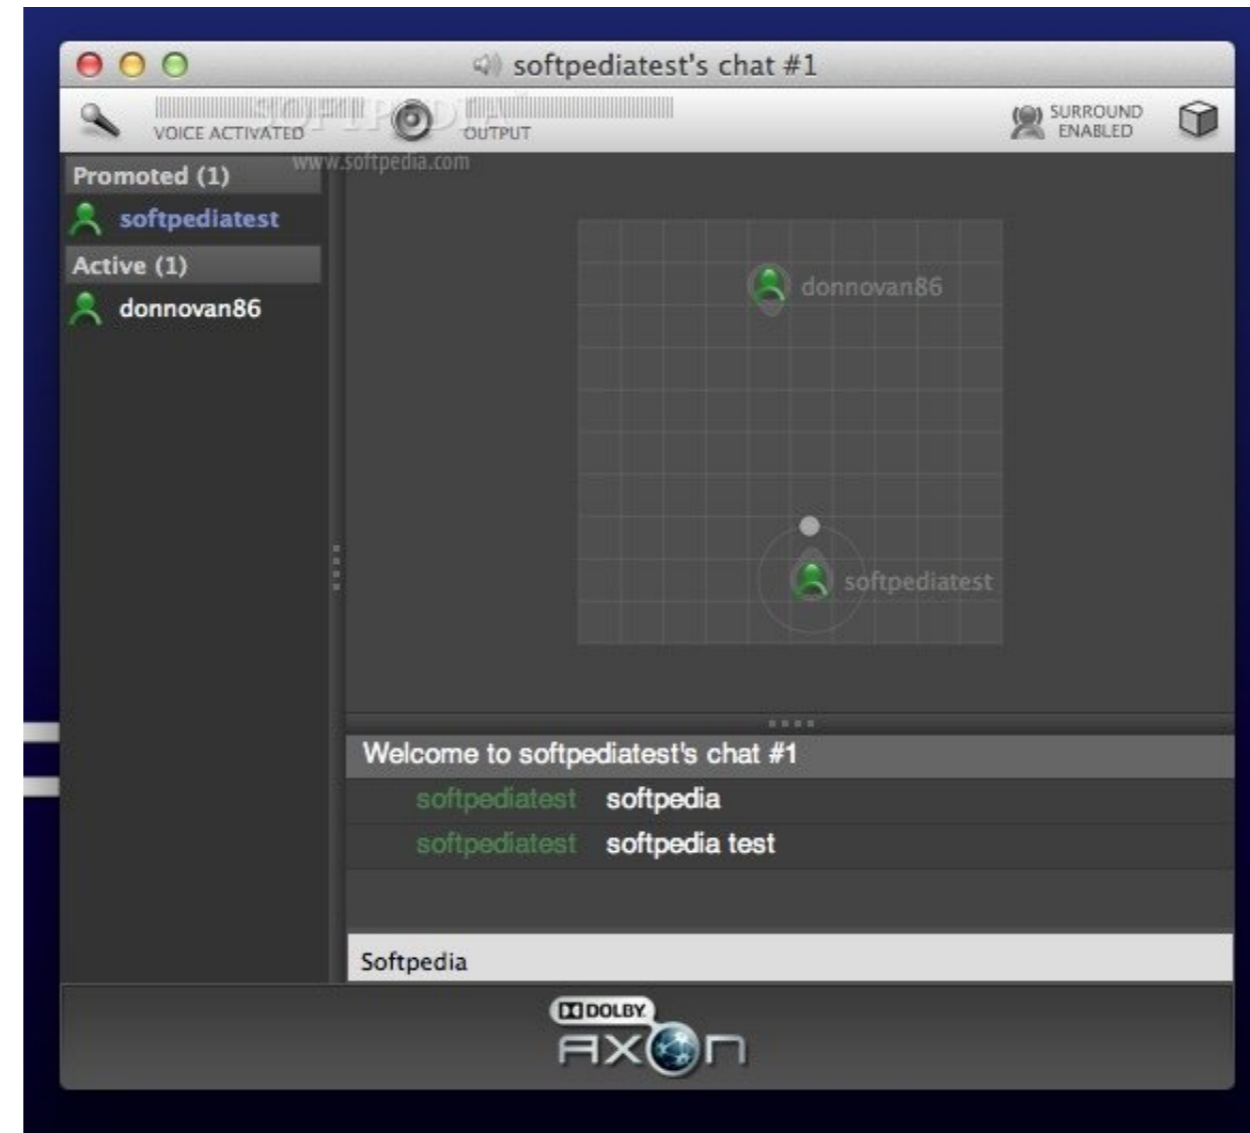 softpediatest's chat #1
SOFTPEDIA
VOICE ACTIVATED
OUTPUT
SURROUND
ENABLED
www.softpedia.com
Promoted (1)
softpediatest
Active (1)
donnovan86
donnovan86
softpediatest
Welcome to softpediatest's chat #1
softpediatest softpedia
softpediatest softpedia test
Softpedia
DOLBY
AXON